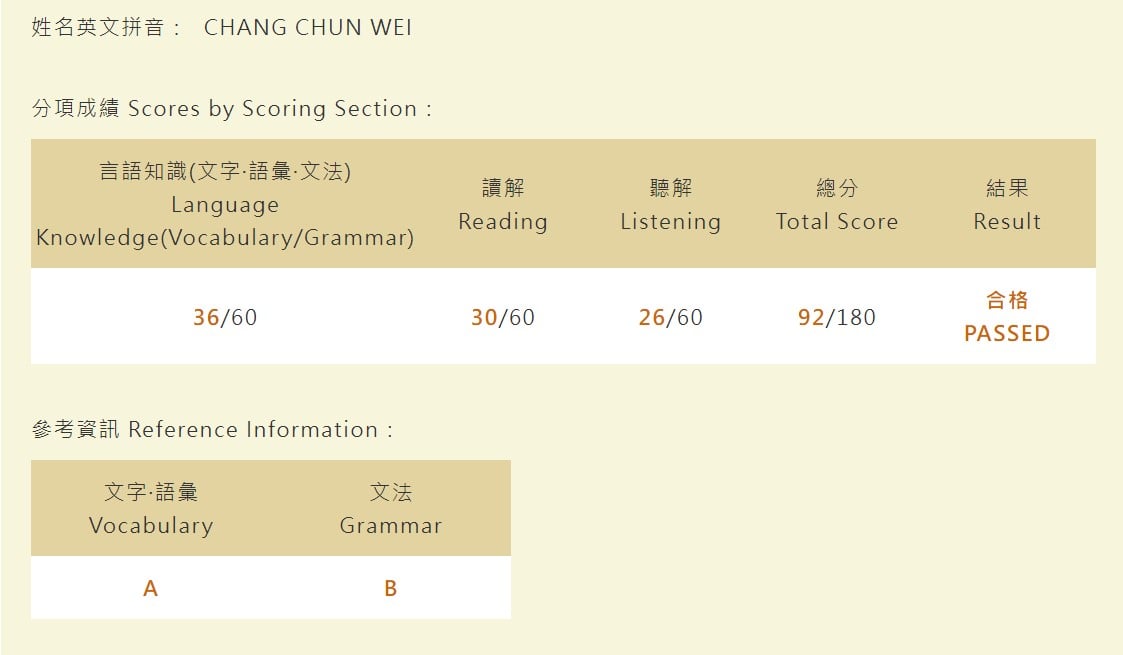 姓名英文拼音： CHANG CHUN WEI
分項成績 Scores by Scoring Section :
言語知識(文字·語彙·文法)
Language
Knowledge(Vocabulary/Grammar)
讀解
Reading
聽解
Listening
總分
Total Score
結果
Result
36/60
30/60
26/60
92/180
合格
PASSED
參考資訊 Reference Information :
文字·語彙
Vocabulary
文法
Grammar
A
B